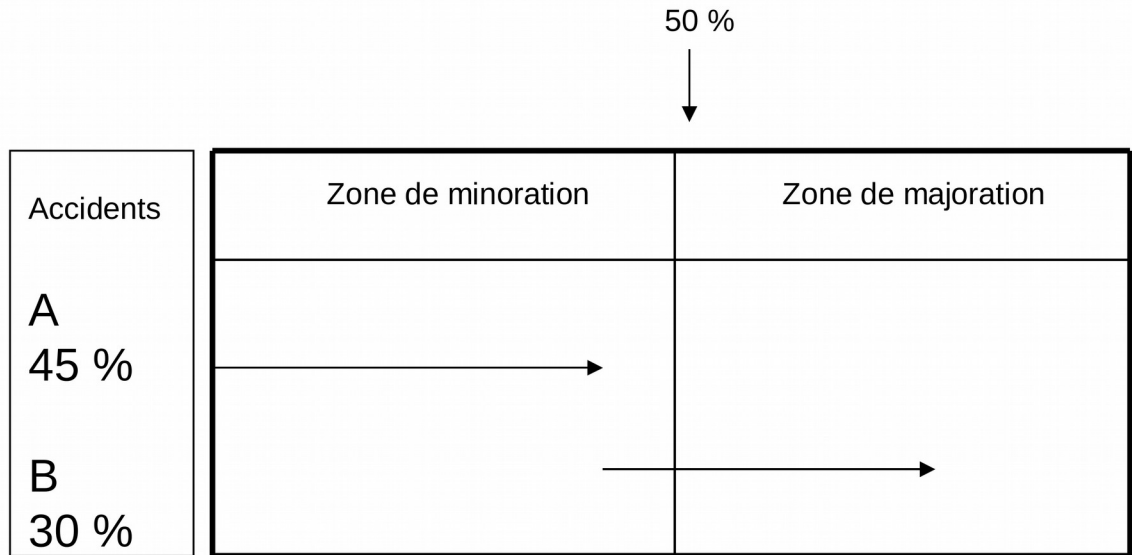 50 %
Accidents
Zone de minoration
Zone de majoration
A
45 %
B
30 %